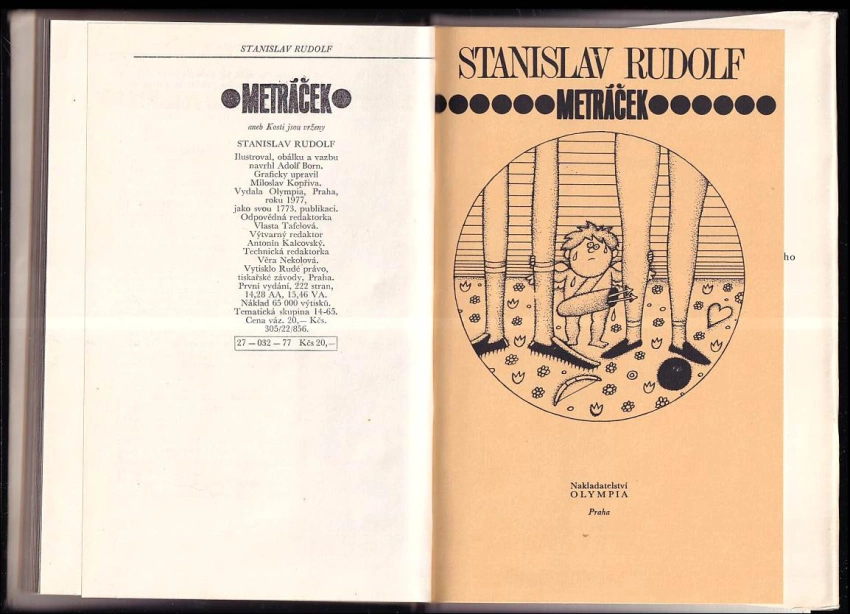 STANISLAV RUDOLF
METRÁČEK
aneb Kosti jsou vrženy
STANISLAV RUDOLF
Ilustroval, obálku a vazbu
navrhl Adolf Born.
Graficky upravil
Miloslav Kopřiva.
Vydala Olympia, Praha,
roku 1977,
jako svou 1773. publikaci.
Odpovědná redaktorka
Vlasta Tafelová.
Výtvarný redaktor
Antonín Kalcovský.
Technická redaktorka
Věra Nekolová.
Vytisklo Rudé právo,
tiskařské závody, Praha.
První vydání, 222 stran,
14,28 AA, 15,46 VA.
Náklad 65 000 výtisků.
Tematická skupina 14-65.
Cena váz. 20,— Kčs.
305/22/856.
27 — 032 — 77 Kčs 20,—
STANISLAV RUDOLF
METRÁČEK
Nakladatelství
OLYMPIA
Praha
ho